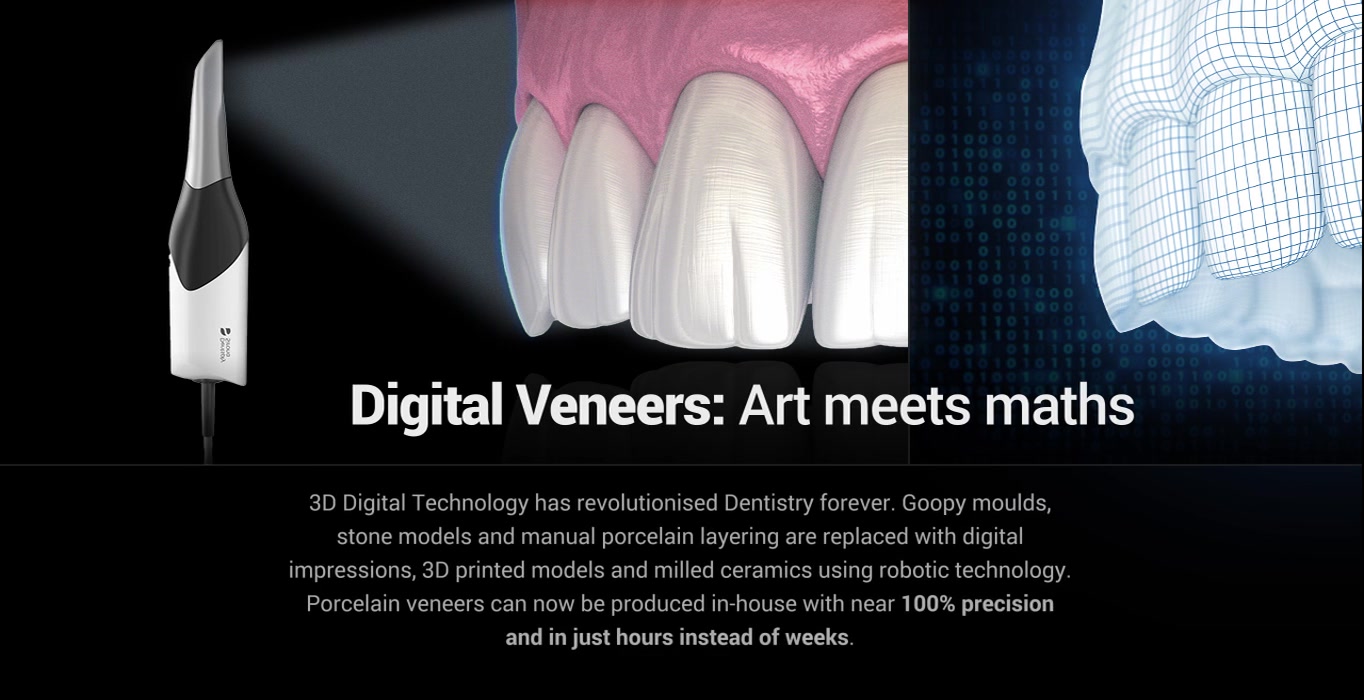 Digital Veneers: Art meets maths
3D Digital Technology has revolutionised Dentistry forever. Goopy moulds,
stone models and manual porcelain layering are replaced with digital
impressions, 3D printed models and milled ceramics using robotic technology.
Porcelain veneers can now be produced in-house with near 100% precision
and in just hours instead of weeks.